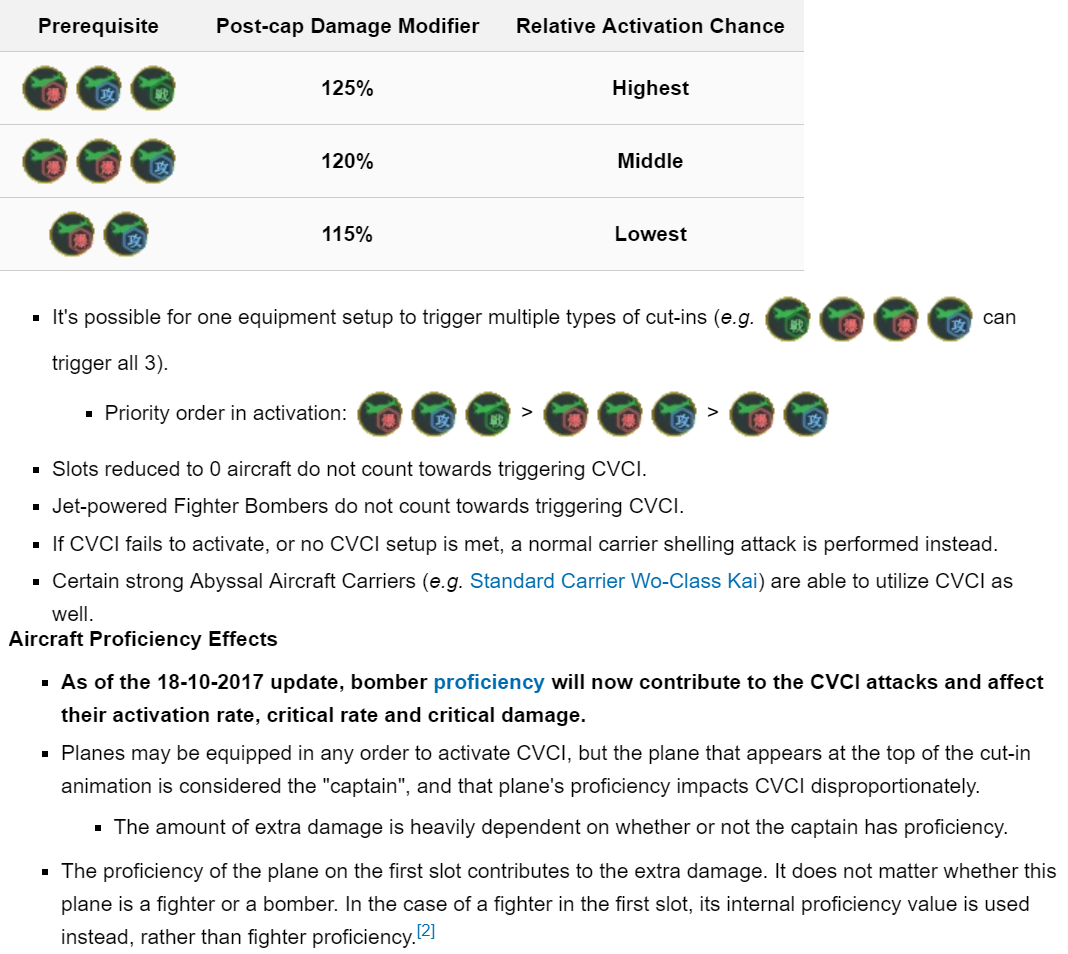 Prerequisite Post-cap Damage Modifier Relative Activation Chance
爆 攻 戦 125% Highest
爆 爆 攻 120% Middle
爆 攻 115% Lowest
▪ It's possible for one equipment setup to trigger multiple types of cut-ins (e.g. 戦 爆 爆 攻 can
trigger all 3).
▪ Priority order in activation: 爆 攻 戦 > 爆 爆 攻 > 爆 攻
▪ Slots reduced to 0 aircraft do not count towards triggering CVCI.
▪ Jet-powered Fighter Bombers do not count towards triggering CVCI.
▪ If CVCI fails to activate, or no CVCI setup is met, a normal carrier shelling attack is performed instead.
▪ Certain strong Abyssal Aircraft Carriers (e.g. Standard Carrier Wo-Class Kai) are able to utilize CVCI as
well.
Aircraft Proficiency Effects
▪ As of the 18-10-2017 update, bomber proficiency will now contribute to the CVCI attacks and affect
their activation rate, critical rate and critical damage.
▪ Planes may be equipped in any order to activate CVCI, but the plane that appears at the top of the cut-in
animation is considered the "captain", and that plane's proficiency impacts CVCI disproportionately.
▪ The amount of extra damage is heavily dependent on whether or not the captain has proficiency.
▪ The proficiency of the plane on the first slot contributes to the extra damage. It does not matter whether this
plane is a fighter or a bomber. In the case of a fighter in the first slot, its internal proficiency value is used
instead, rather than fighter proficiency.[2]